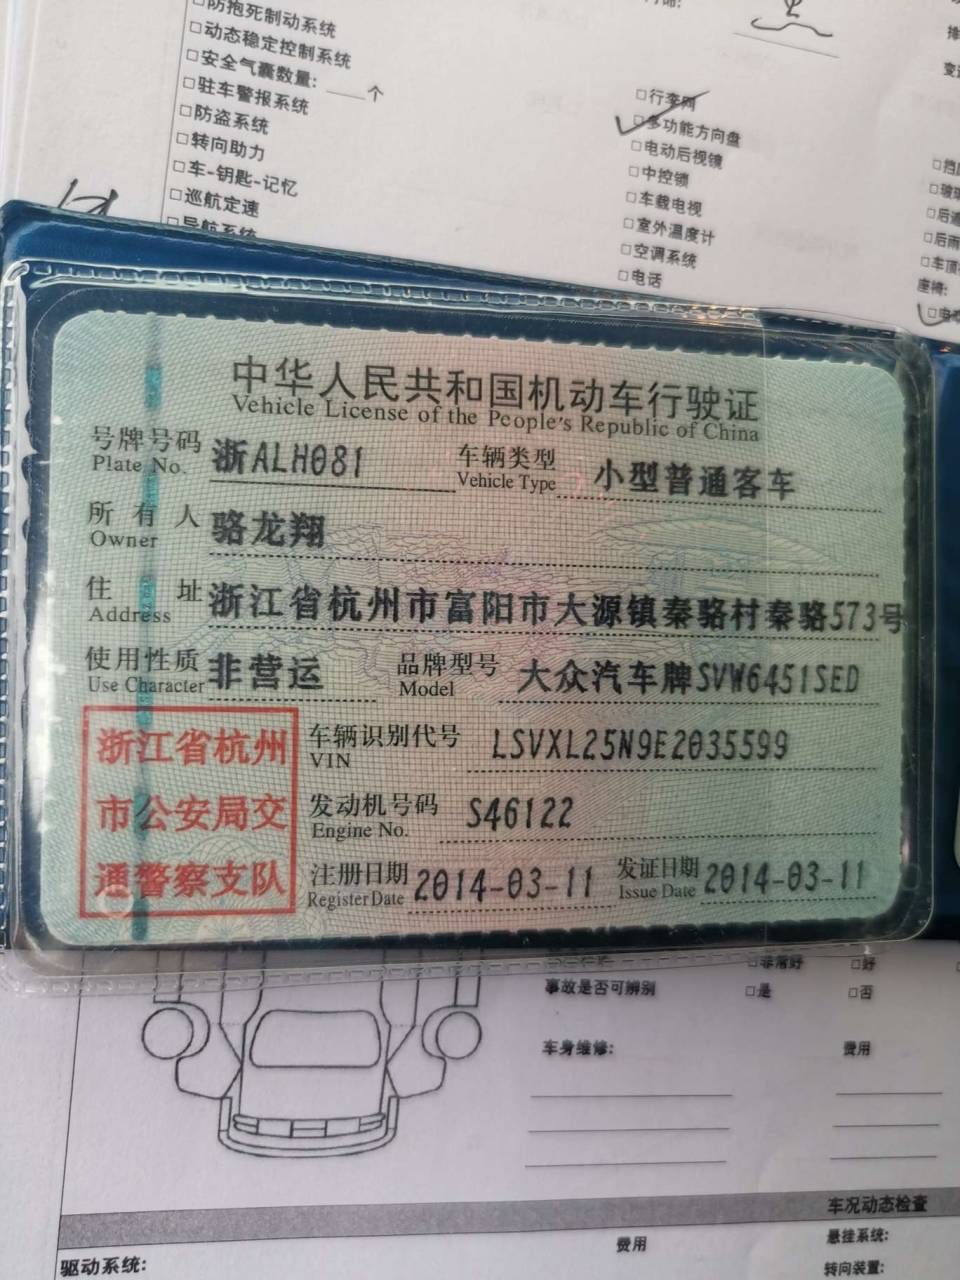 □防抱死制动系统
□动态稳定控制系统
□安全气囊数量: ____个
□驻车警报系统
□防盗系统
□转向助力
□车-钥匙-记忆
□巡航定速
□导航系统
□行李网
□多功能方向盘
□电动后视镜
□中控锁
□车载电视
□室外温度计
□空调系统
□电话
座椅:
中华人民共和国机动车行驶证
Vehicle License of the People's Republic of China
号牌号码 浙ALH081 车辆类型 小型普通客车
Plate No. Vehicle Type
所有人 骆龙翔
Owner
住址 浙江省杭州市富阳市大源镇秦骆村秦骆573号
Address
使用性质 非营运 品牌型号 大众汽车牌SVW6451SED
Use Character Model
浙江省杭州
市公安局交
通警察支队
车辆识别代号 LSVXL25N9E2035599
VIN
发动机号码 S46122
Engine No.
注册日期 2014-03-11 发证日期 2014-03-11
Register Date Issue Date
□非常好 □好
事故是否可辨别 □是 □否
车身维修: 费用
车况动态检查
费用 悬挂系统:
驱动系统: 转向装置: